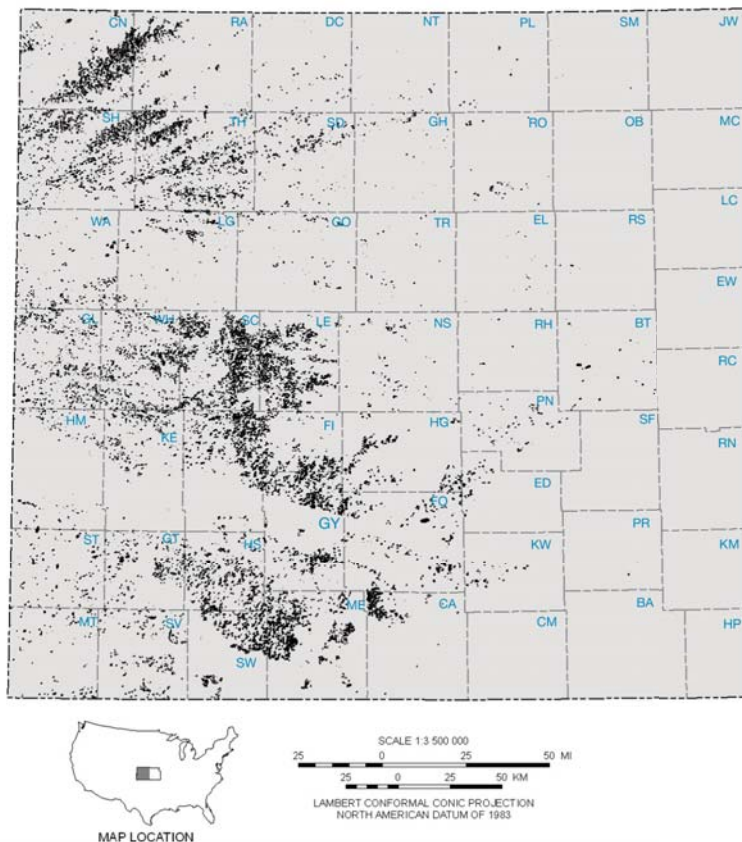 CN RA DC NT PL SM JW
SH TH SD GH RO OB MC
LC
WA LG GO TR EL RS
EW
GL WH SC LE NS RH BT
RC
PN
HM KE FI HG SF
RN
ED
FO
GY
ST GT HS KW PR KM
ME CA BA
MT SV CM HP
SW
SCALE 1:3 500 000
25 0 25 50 MI
25 0 25 50 KM
LAMBERT CONFORMAL CONIC PROJECTION
NORTH AMERICAN DATUM OF 1983
MAP LOCATION